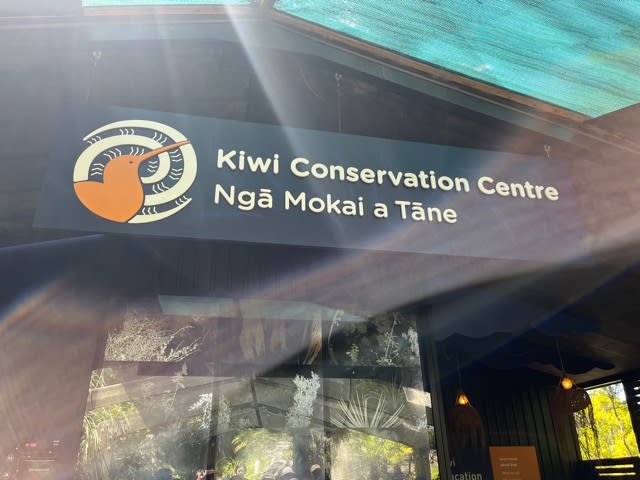 Kiwi Conservation Centre
Ngā Mokai a Tāne